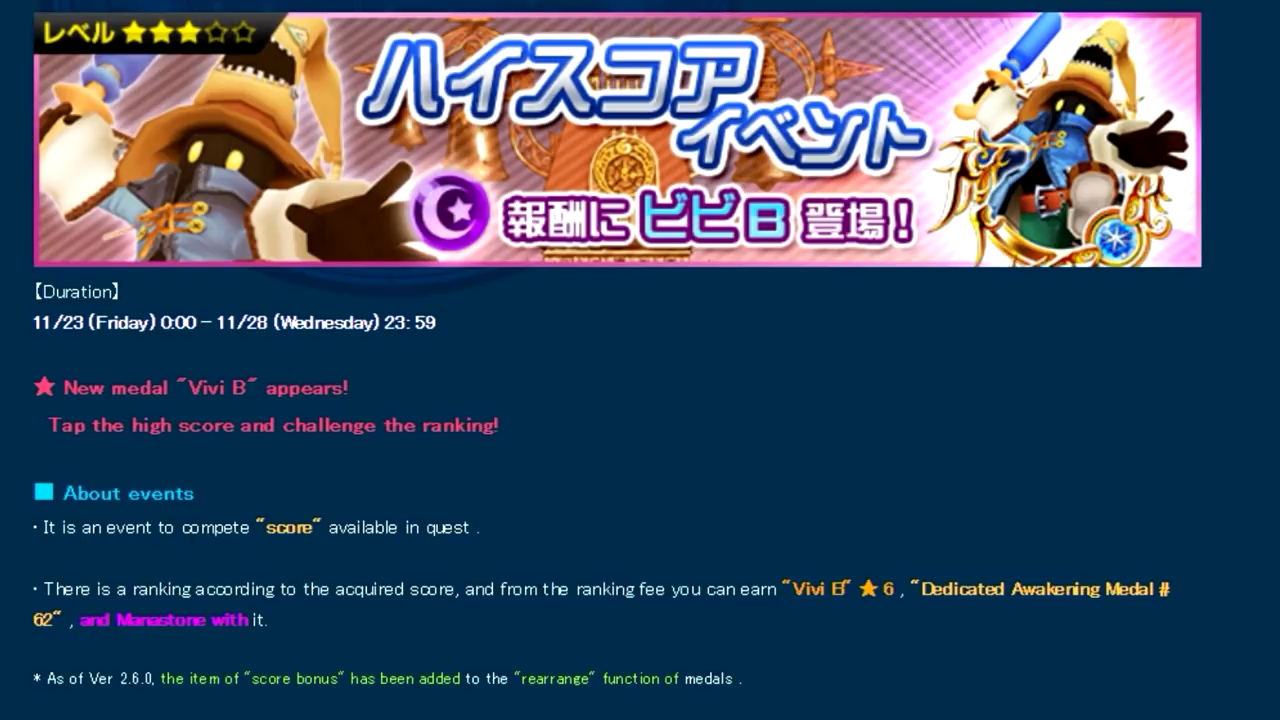 レベル ★★★☆☆
ハイスコア
イベント
報酬に ビビB 登場!
【Duration】
11/23 (Friday) 0:00 - 11/28 (Wednesday) 23: 59
★ New medal "Vivi B" appears!
Tap the high score and challenge the ranking!
■ About events
・It is an event to compete "score" available in quest .
・There is a ranking according to the acquired score, and from the ranking fee you can earn "Vivi B" ★ 6 , "Dedicated Awakening Medal #
62" , and Manastone with it.
* As of Ver 2.6.0, the item of "score bonus" has been added to the "rearrange" function of medals .